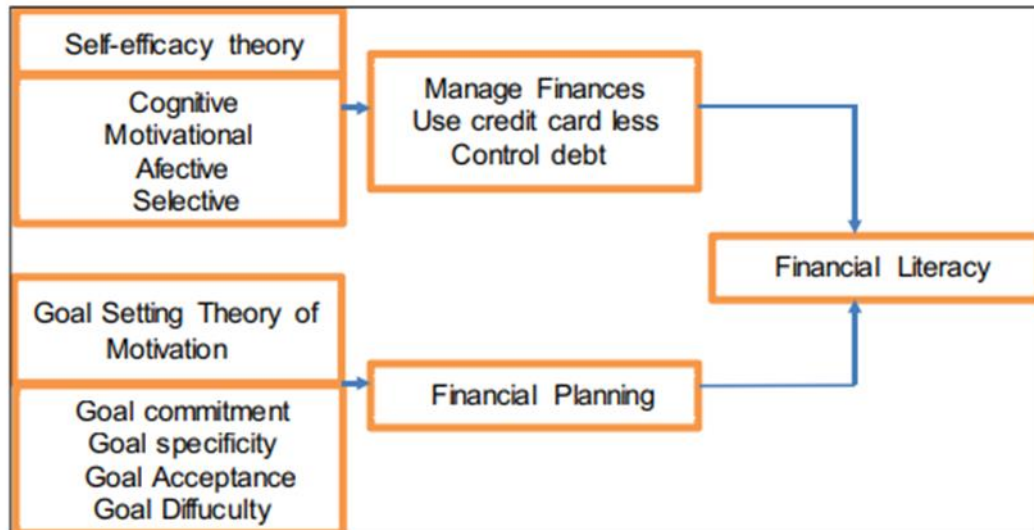 Self-efficacy theory
Cognitive
Motivational
Afective
Selective
Manage Finances
Use credit card less
Control debt
Financial Literacy
Goal Setting Theory of
Motivation
Goal commitment
Goal specificity
Goal Acceptance
Goal Diffuculty
Financial Planning